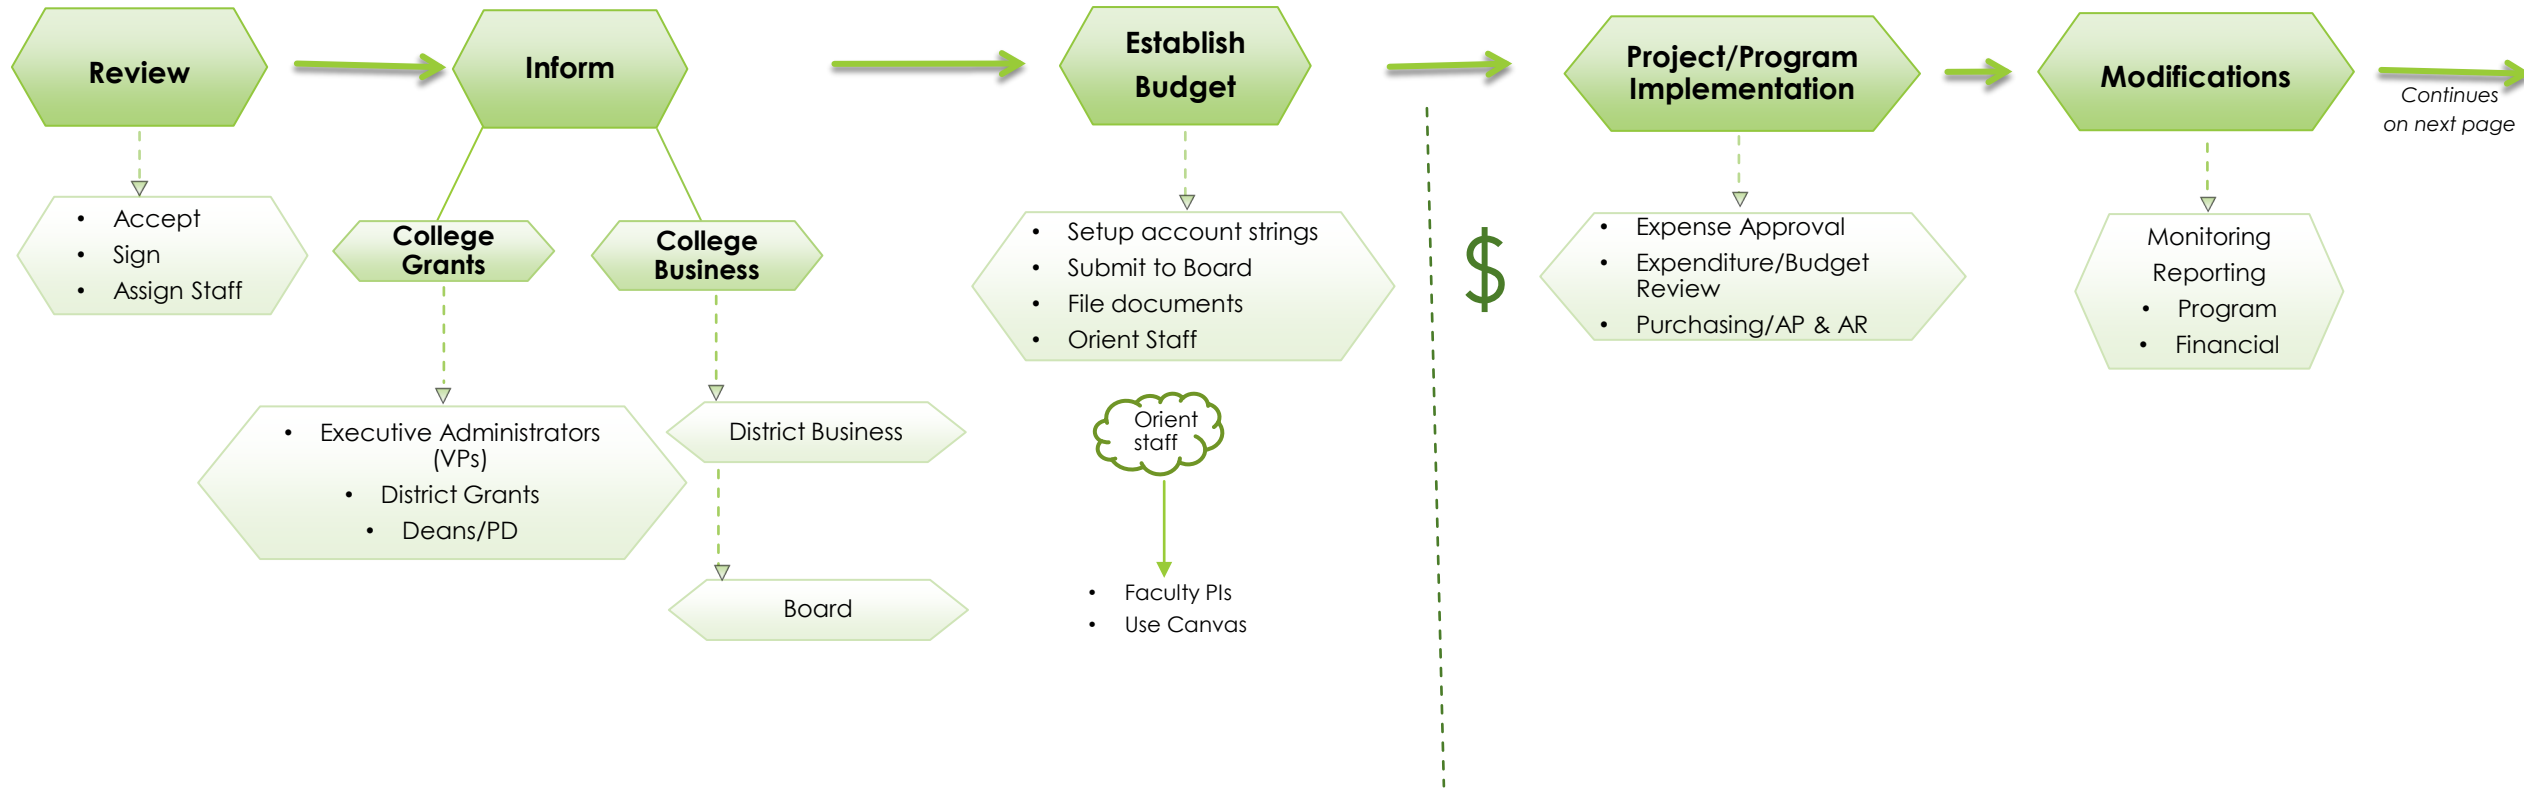 Review
Inform
Establish
Budget
Project/Program
Implementation
Modifications
Continues
on next page
• Accept
• Sign
• Assign Staff
College
Grants
College
Business
• Executive Administrators
(VPs)
• District Grants
• Deans/PD
District Business
Board
• Setup account strings
• Submit to Board
• File documents
• Orient Staff
Orient
staff
• Faculty PIs
• Use Canvas
$
• Expense Approval
• Expenditure/Budget
Review
• Purchasing/AP & AR
Monitoring
Reporting
• Program
• Financial